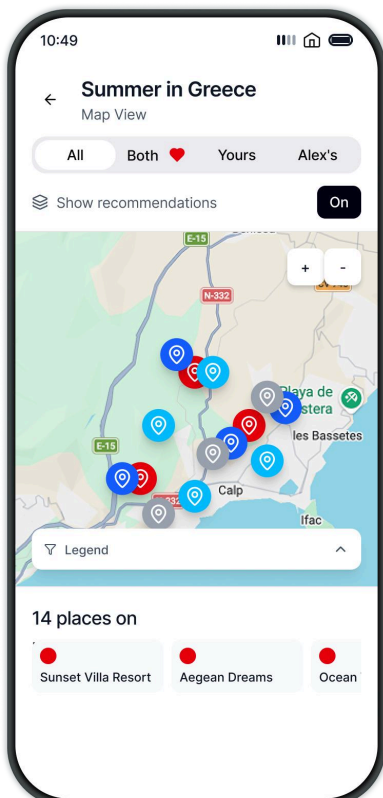 10:49
Summer in Greece
Map View
All Both Yours Alex's
Show recommendations On
E-15
+ -
N-332
Playa de
les Bassetes
E-15
Calp
Ifac
Legend
14 places on
Sunset Villa Resort Aegean Dreams Ocean